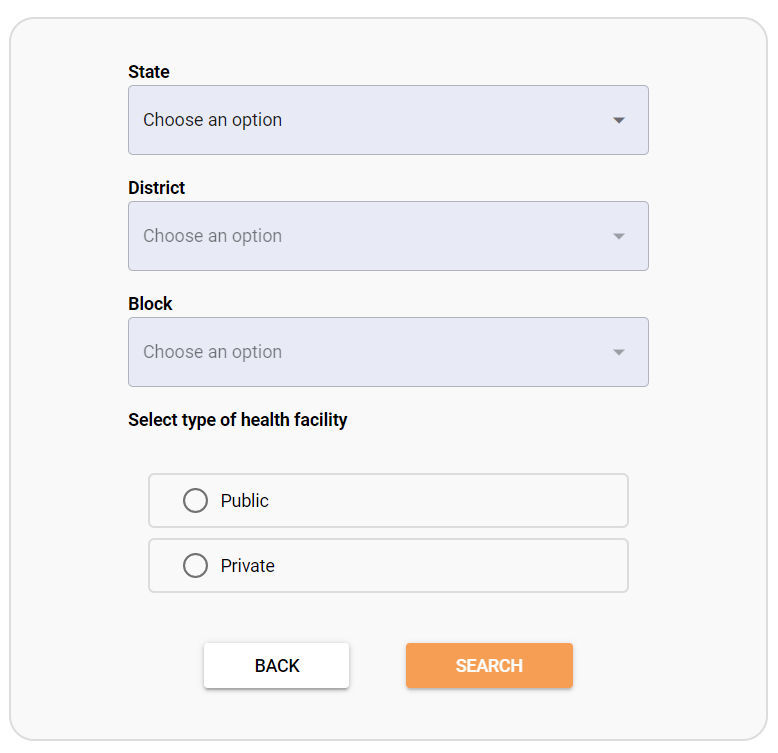 State
Choose an option
District
Choose an option
Block
Choose an option
Select type of health facility
Public
Private
BACK SEARCH